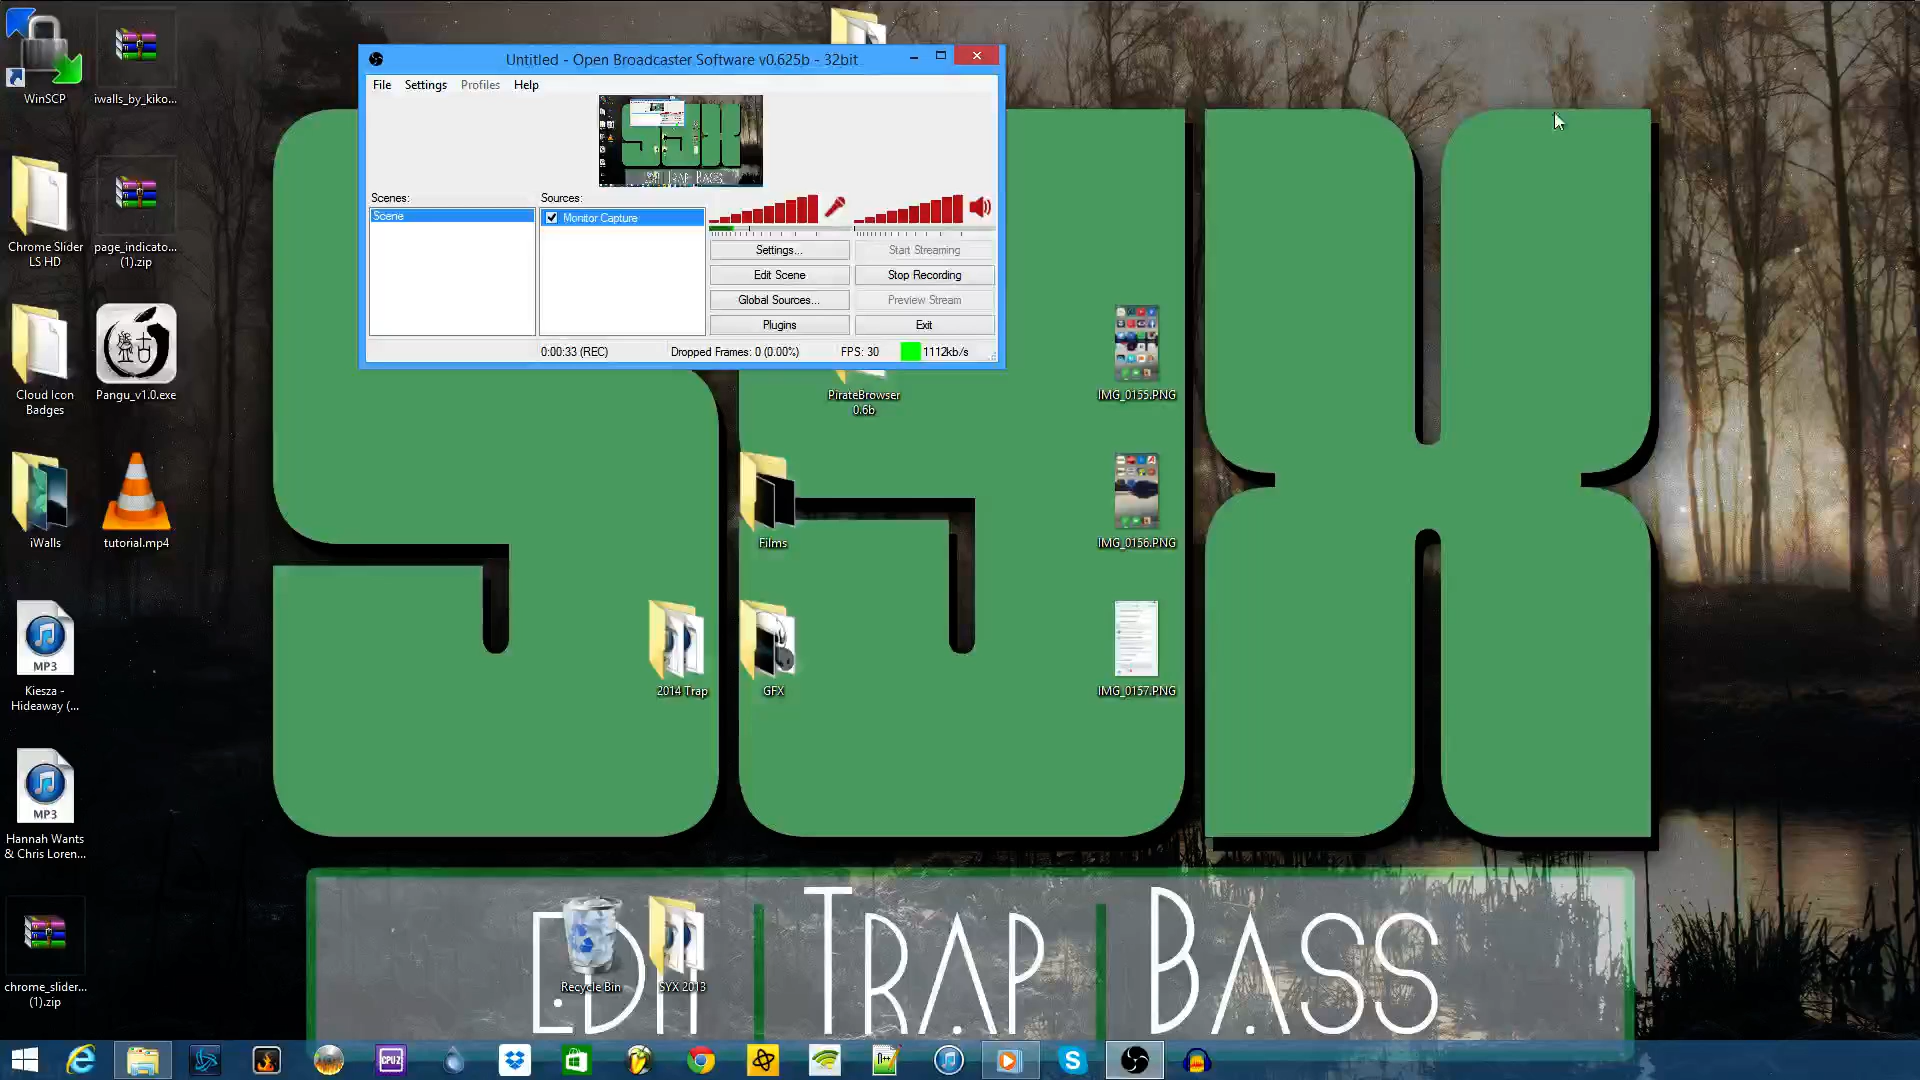 WinSCP
iwalls_by_kiko...
Chrome Slider
LS HD
page_indicato...
(1).zip
Cloud Icon
Badges
Pangu_v1.0.exe
iWalls
tutorial.mp4
MP3
Kiesza -
Hideaway (...
MP3
Hannah Wants
& Chris Loren...
chrome_slider...
(1).zip
Untitled - Open Broadcaster Software v0.625b - 32bit
File Settings Profiles Help
Scenes:
Scene
Sources:
Monitor Capture
Settings...
Start Streaming
Edit Scene
Stop Recording
Global Sources...
Preview Stream
Plugins
Exit
0:00:33 (REC)
Dropped Frames: 0 (0.00%)
FPS: 30
1112kb/s
PirateBrowser
0.6b
IMG_0155.PNG
Films
IMG_0156.PNG
2014 Trap
GFX
IMG_0157.PNG
SYX
EDM | Trap | Bass
Recycle Bin
SYX 2013
CPUZ